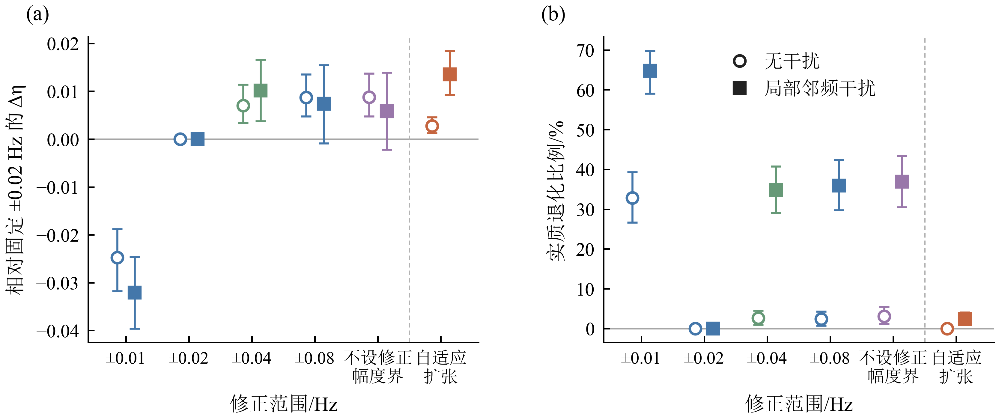 (a)
相对固定 ±0.02 Hz 的 Δη
0.02
0.01
0.00
−0.01
−0.02
−0.03
−0.04
±0.01
±0.02
±0.04
±0.08
不设修正
幅度界
自适应
扩张
修正范围/Hz
(b)
实质退化比例/%
70
60
50
40
30
20
10
0
无干扰
局部邻频干扰
±0.01
±0.02
±0.04
±0.08
不设修正
幅度界
自适应
扩张
修正范围/Hz